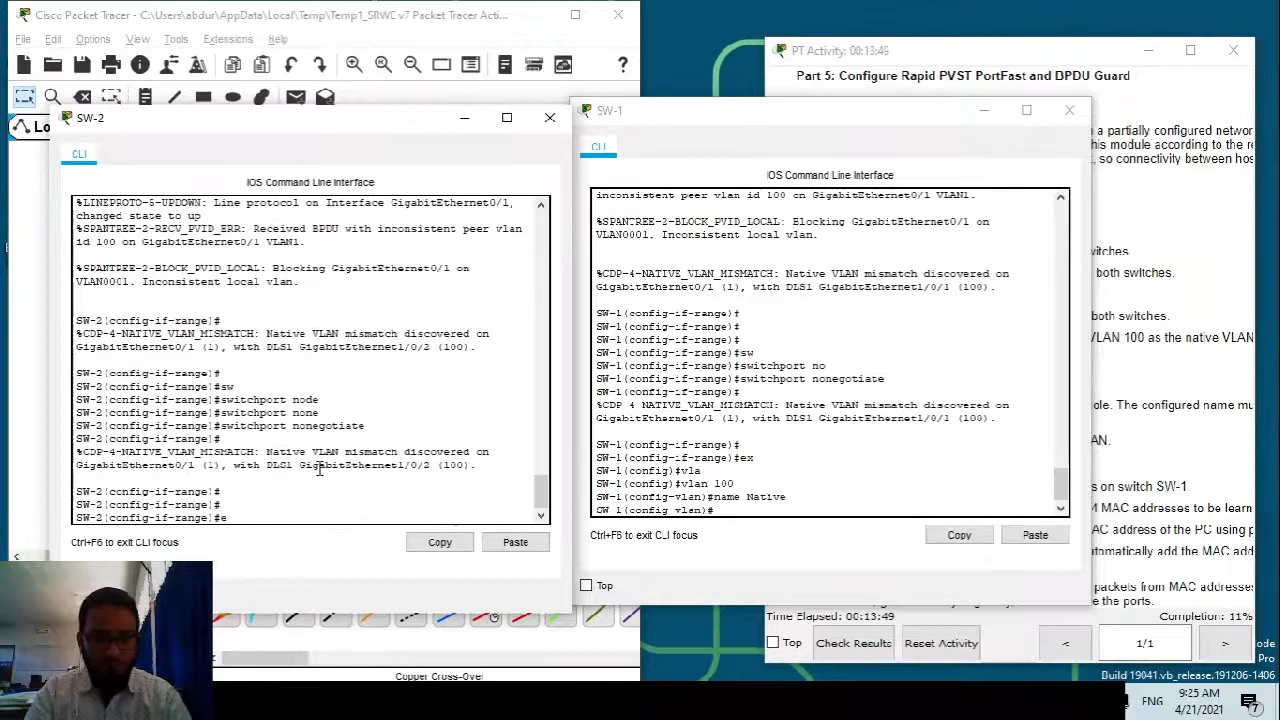 Cisco Packet Tracer - C:\Users\abdur\AppData\Local\Temp\Temp1_SRWE v7 Packet Tracer Acti...
File Edit Options View Tools Extensions Help
?
Lo
SW-2
CLI
IOS Command Line Interface
%LINEPROTO-5-UPDOWN: Line protocol on Interface GigabitEthernet0/1,
changed state to up
%SPANTREE-2-RECV_PVID_ERR: Received BPDU with inconsistent peer vlan
id 100 on GigabitEthernet0/1 VLAN1.
%SPANTREE-2-BLOCK_PVID_LOCAL: Blocking GigabitEthernet0/1 on
VLAN0001. Inconsistent local vlan.
SW-2(config-if-range)#
%CDP-4-NATIVE_VLAN_MISMATCH: Native VLAN mismatch discovered on
GigabitEthernet0/1 (1), with DLS1 GigabitEthernet1/0/2 (100).
SW-2(config-if-range)#
SW-2(config-if-range)#sw
SW-2(config-if-range)#switchport node
SW-2(config-if-range)#switchport none
SW-2(config-if-range)#switchport nonegotiate
SW-2(config-if-range)#
%CDP-4-NATIVE_VLAN_MISMATCH: Native VLAN mismatch discovered on
GigabitEthernet0/1 (1), with DLS1 GigabitEthernet1/0/2 (100).
SW-2(config-if-range)#
SW-2(config-if-range)#
SW-2(config-if-range)#e
Ctrl+F6 to exit CLI focus
Copy
Paste
SW-1
CLI
IOS Command Line Interface
inconsistent peer vlan id 100 on GigabitEthernet0/1 VLAN1.
%SPANTREE-2-BLOCK_PVID_LOCAL: Blocking GigabitEthernet0/1 on
VLAN0001. Inconsistent local vlan.
%CDP-4-NATIVE_VLAN_MISMATCH: Native VLAN mismatch discovered on
GigabitEthernet0/1 (1), with DLS1 GigabitEthernet1/0/1 (100).
SW-1(config-if-range)#
SW-1(config-if-range)#
SW-1(config-if-range)#
SW-1(config-if-range)#sw
SW-1(config-if-range)#switchport no
SW-1(config-if-range)#switchport nonegotiate
SW-1(config-if-range)#
%CDP-4-NATIVE_VLAN_MISMATCH: Native VLAN mismatch discovered on
GigabitEthernet0/1 (1), with DLS1 GigabitEthernet1/0/1 (100).
SW-1(config-if-range)#
SW-1(config-if-range)#ex
SW-1(config)#vla
SW-1(config)#vlan 100
SW-1(config-vlan)#name Native
SW-1(config-vlan)#
Ctrl+F6 to exit CLI focus
Copy
Paste
Top
PT Activity: 00:13:49
Part 5: Configure Rapid PVST PortFast and BPDU Guard
n a partially configured networ
his module according to the re
, so connectivity between hos
witches
both switches.
both switches.
VLAN 100 as the native VLAN
ole. The configured name mu
AN.
s on switch SW-1
M MAC addresses to be learn
AC address of the PC using p
utomatically add the MAC add
packets from MAC addresses
e the ports.
Time Elapsed: 00:13:49
Completion: 11%
Top
Check Results
Reset Activity
<
1/1
>
Copper Cross-Over
ode
Pro
Build 19041.vb_release.191206-1406
ENG
9:25 AM
4/21/2021
7